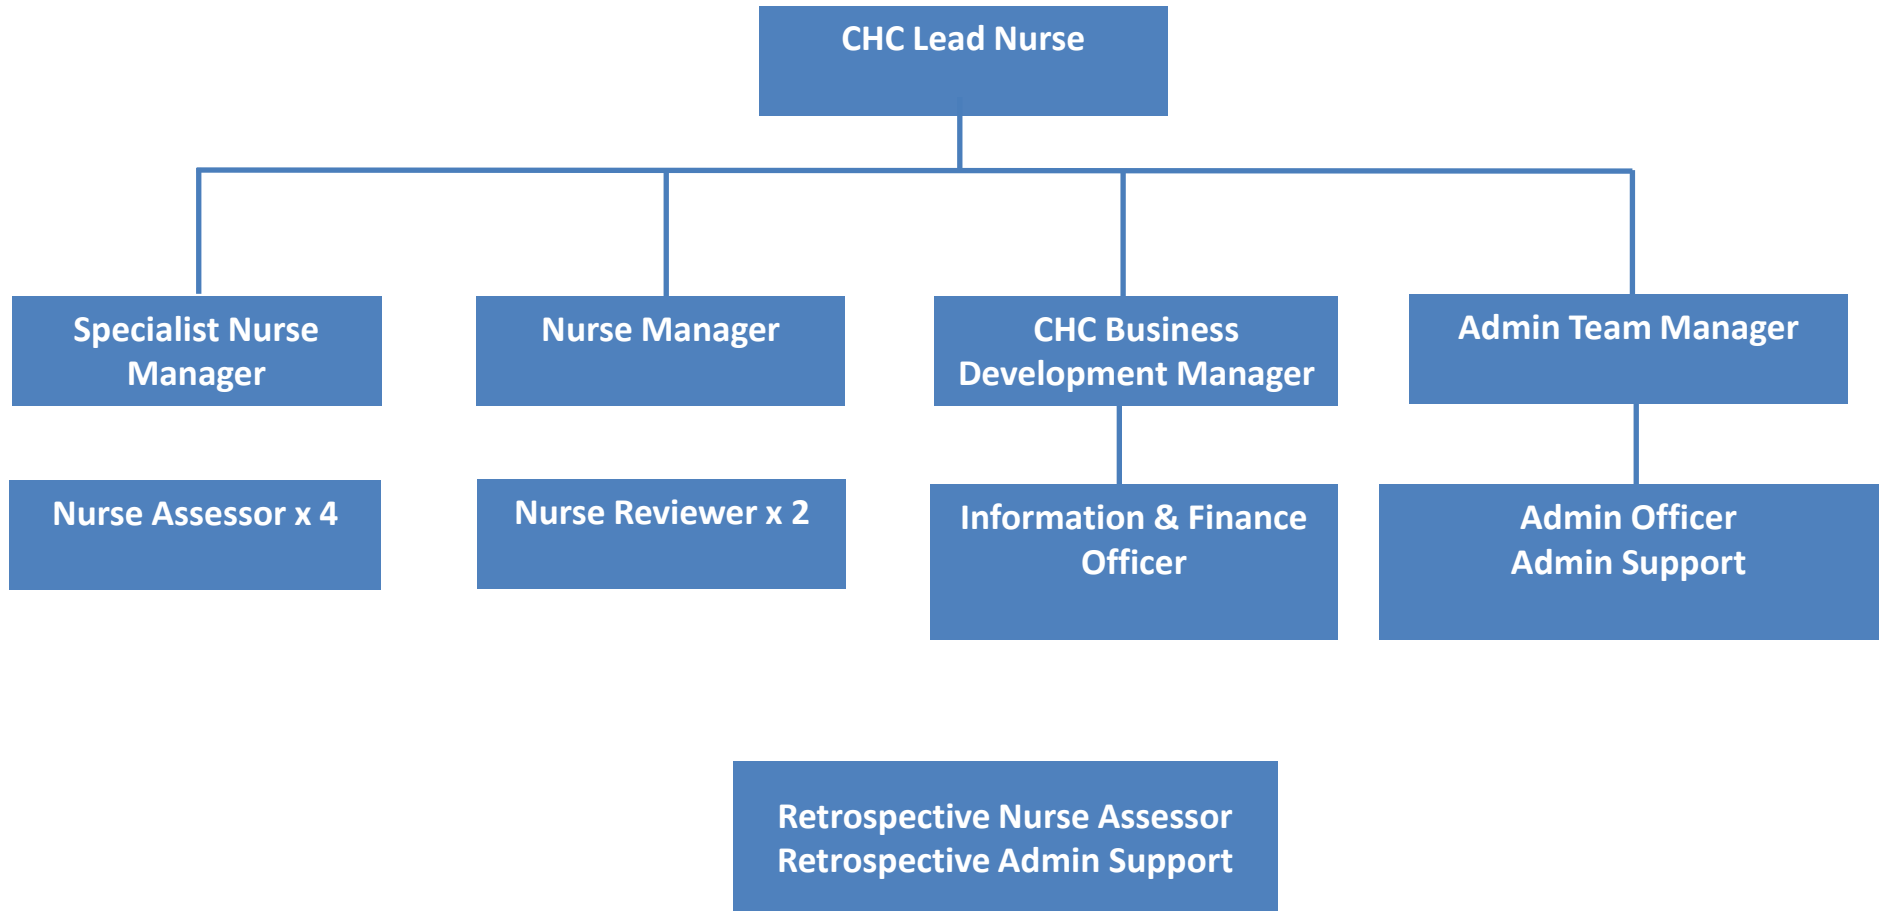 CHC Lead Nurse
Specialist Nurse
Manager
Nurse Manager
CHC Business
Development Manager
Admin Team Manager
Nurse Assessor x 4
Nurse Reviewer x 2
Information & Finance
Officer
Admin Officer
Admin Support
Retrospective Nurse Assessor
Retrospective Admin Support